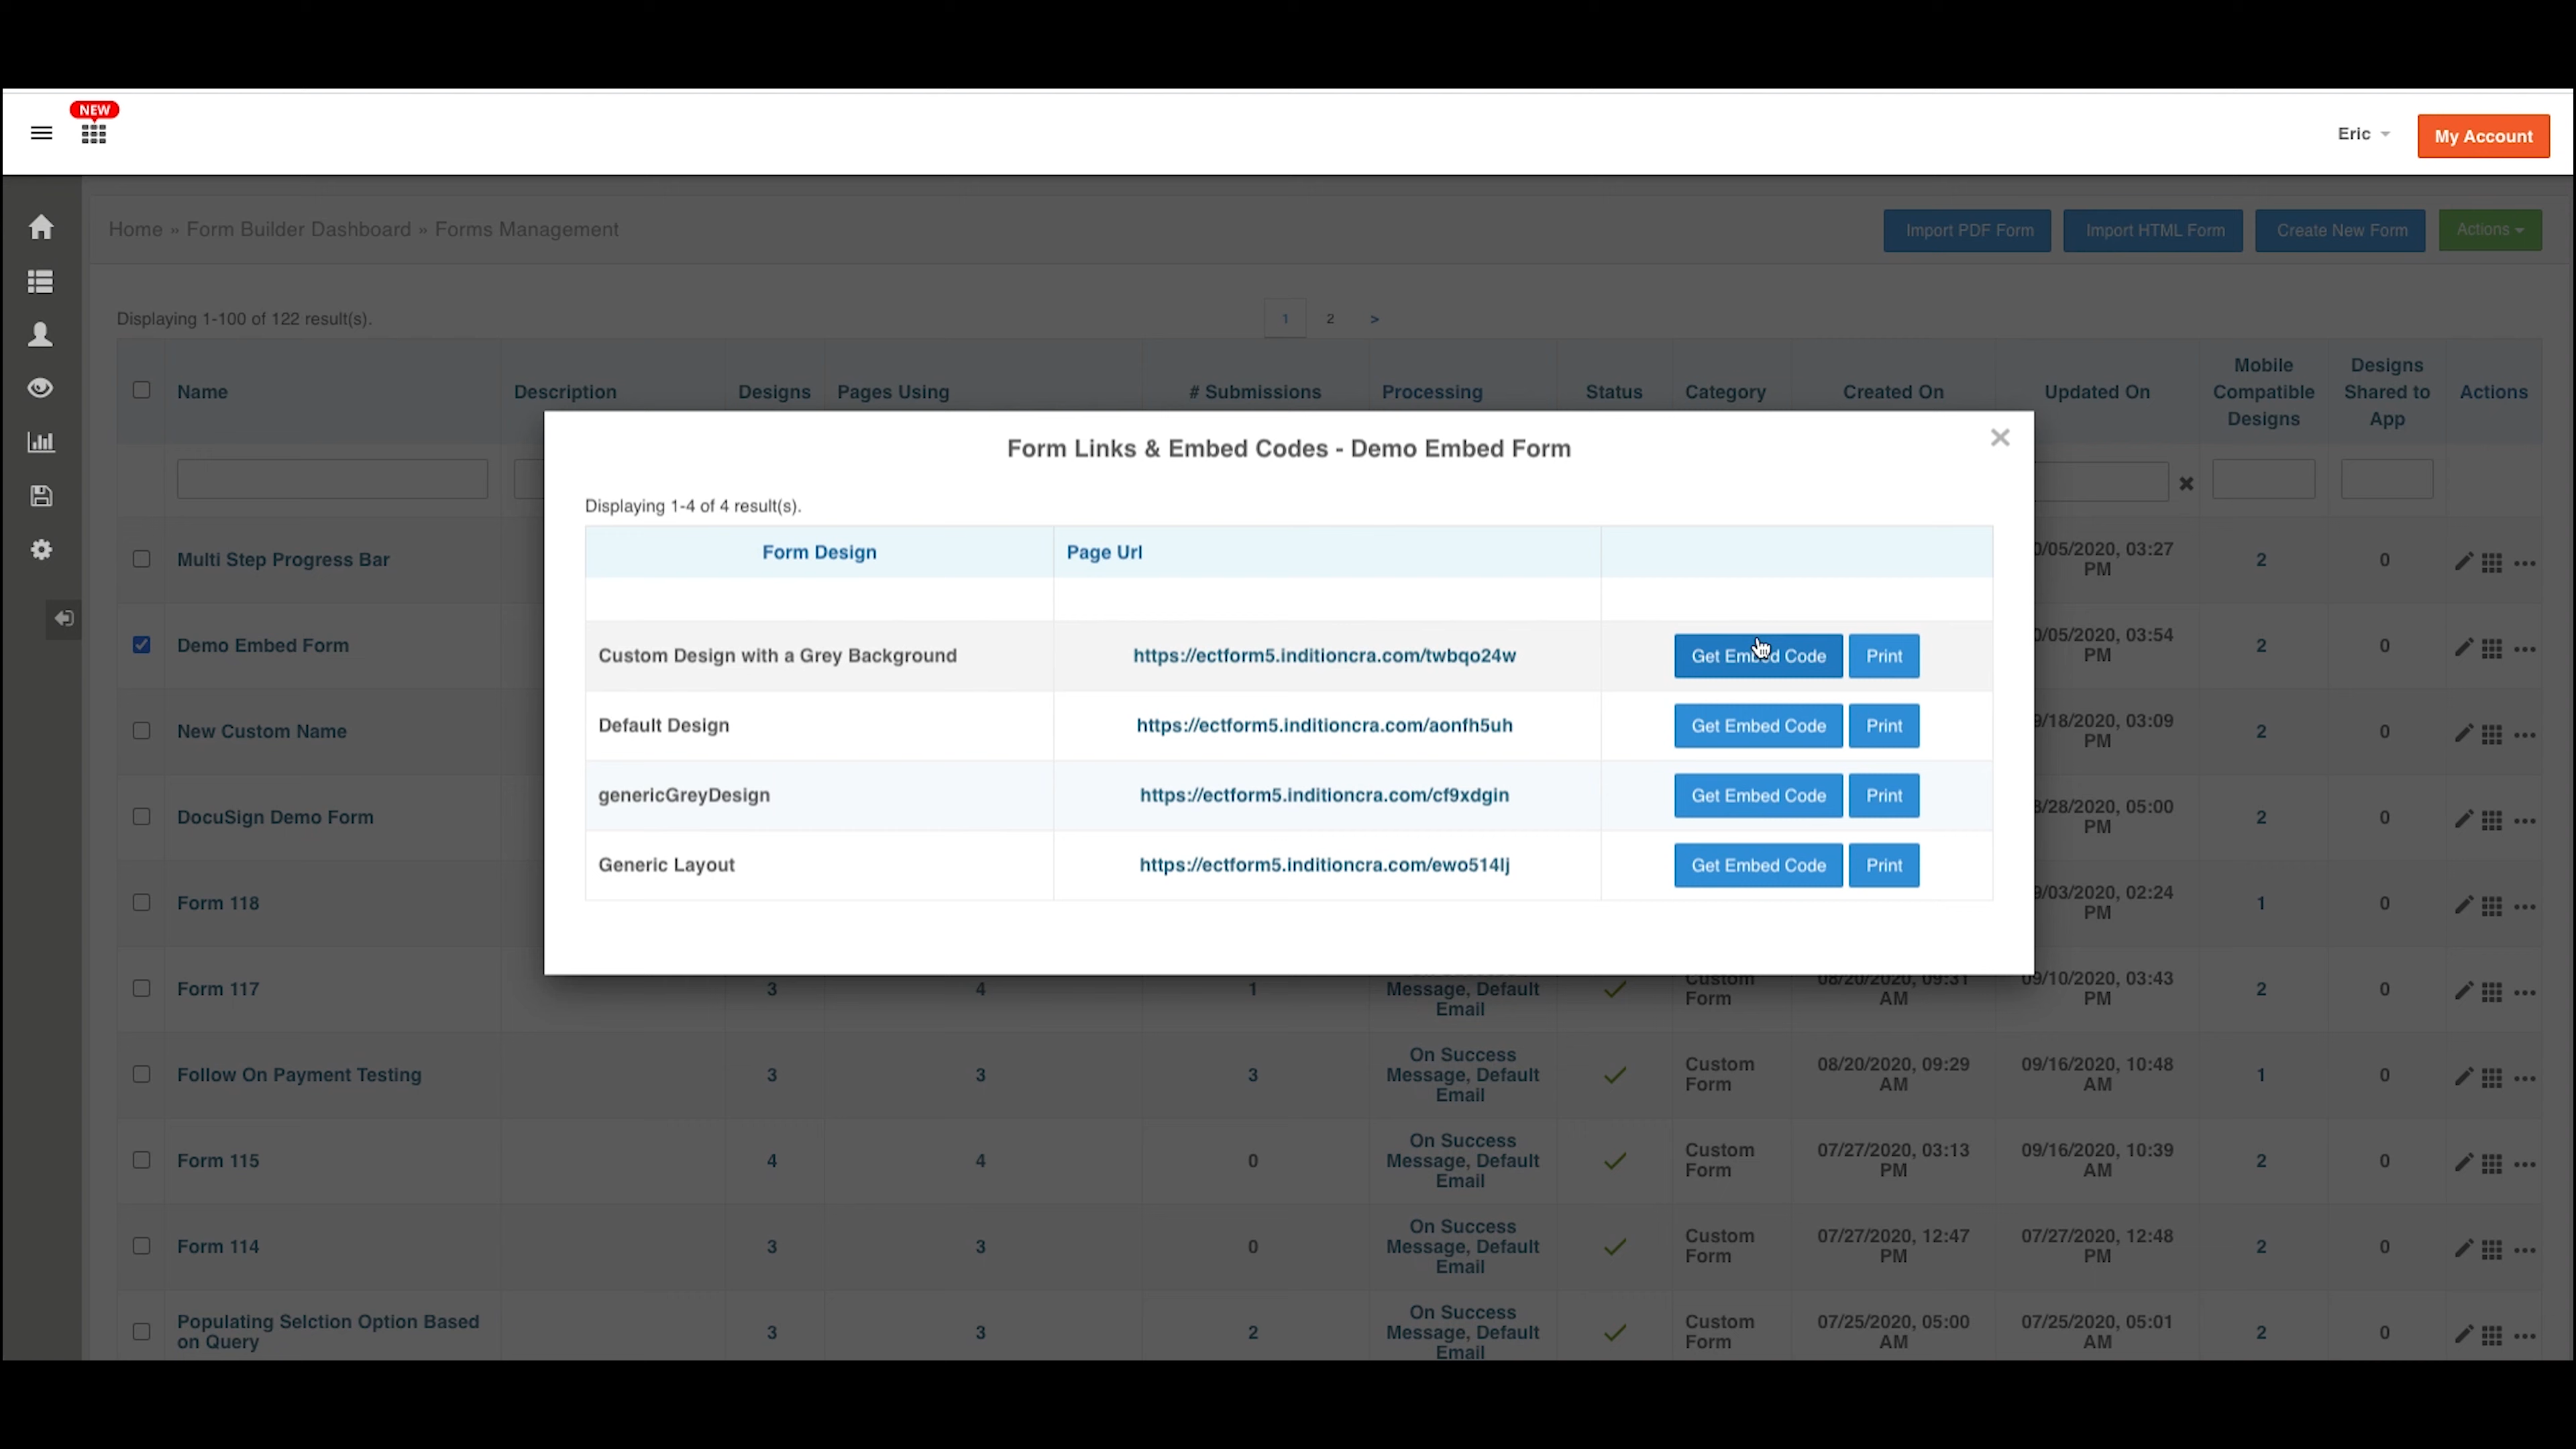 NEW
Eric
My Account
Home » Form Builder Dashboard » Forms Management
Import PDF Form
Import HTML Form
Create New Form
Actions
Displaying 1-100 of 122 result(s).
1 2 >
Name Description Designs Pages Using # Submissions Processing Status Category Created On Updated On Mobile Compatible Designs Designs Shared to App Actions
Form Links & Embed Codes - Demo Embed Form
Displaying 1-4 of 4 result(s).
Form Design Page Url
Custom Design with a Grey Background https://ectform5.inditioncra.com/twbqo24w Get Embed Code Print
Default Design https://ectform5.inditioncra.com/aonfh5uh Get Embed Code Print
genericGreyDesign https://ectform5.inditioncra.com/cf9xdgin Get Embed Code Print
Generic Layout https://ectform5.inditioncra.com/ewo514lj Get Embed Code Print
Multi Step Progress Bar 0/05/2020, 03:27 PM 2 0
Demo Embed Form 0/05/2020, 03:54 PM 2 0
New Custom Name 9/18/2020, 03:09 PM 2 0
DocuSign Demo Form 8/28/2020, 05:00 PM 2 0
Form 118 9/03/2020, 02:24 PM 1 0
Form 117 3 4 1 Message, Default Email Custom Form 08/20/2020, 09:31 AM 09/10/2020, 03:43 PM 2 0
Follow On Payment Testing 3 3 3 On Success Message, Default Email Custom Form 08/20/2020, 09:29 AM 09/16/2020, 10:48 AM 1 0
Form 115 4 4 0 On Success Message, Default Email Custom Form 07/27/2020, 03:13 PM 09/16/2020, 10:39 AM 2 0
Form 114 3 3 0 On Success Message, Default Email Custom Form 07/27/2020, 12:47 PM 07/27/2020, 12:48 PM 2 0
Populating Selction Option Based on Query 3 3 2 On Success Message, Default Email Custom Form 07/25/2020, 05:00 AM 07/25/2020, 05:01 AM 2 0